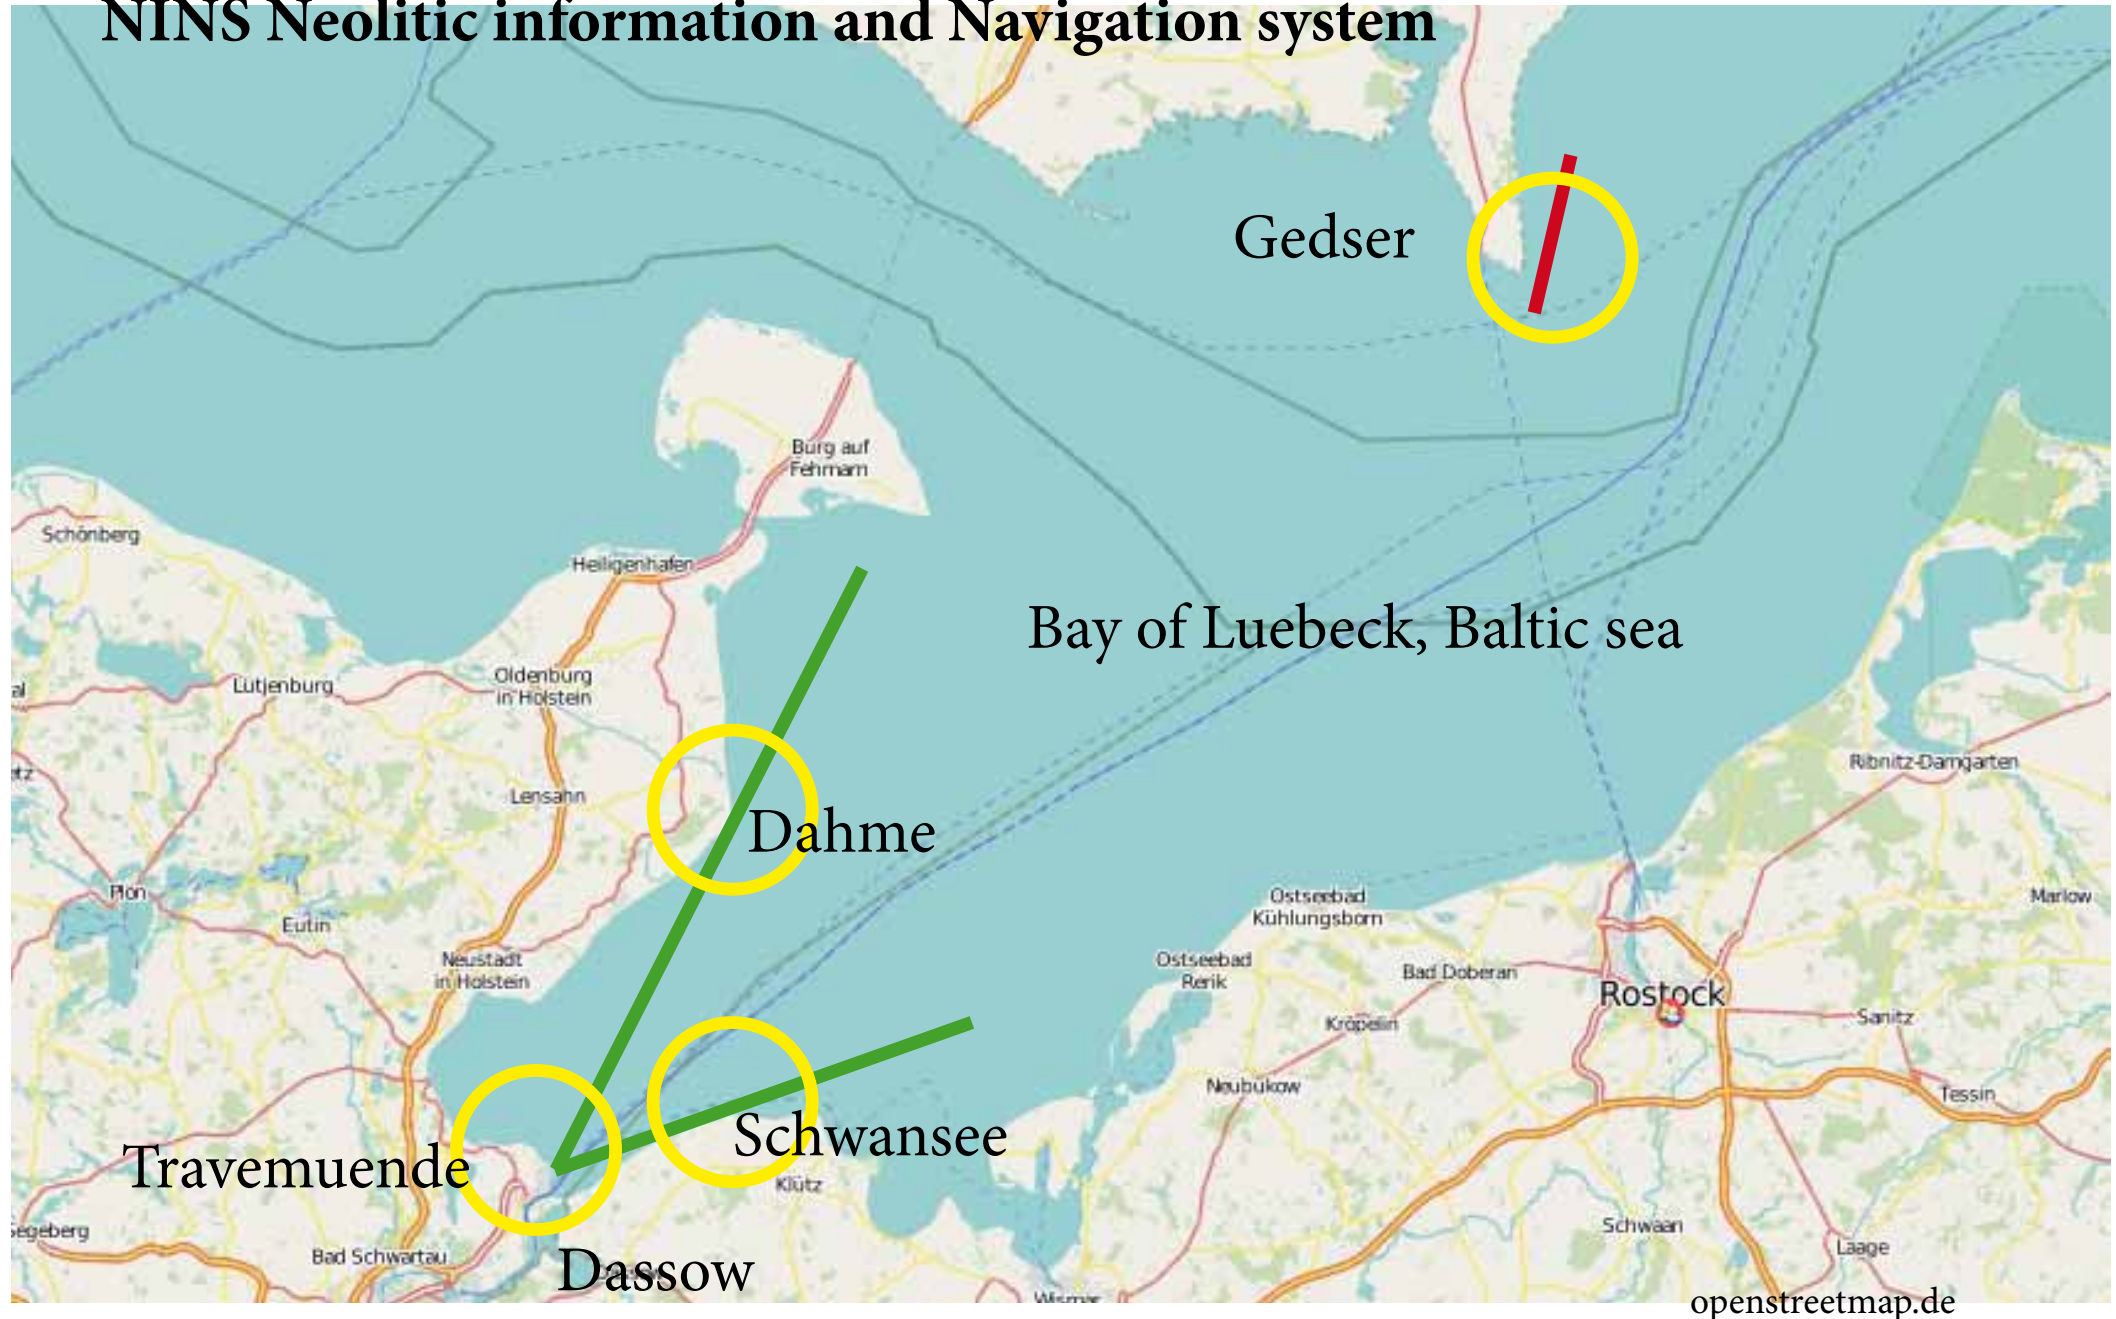 NINS Neolitic information and Navigation system
Gedser
Burg auf
Fehmarn
Schönberg
Heiligenhafen
Bay of Luebeck, Baltic sea
Oldenburg
in Holstein
Lütjenburg
Ribnitz-Damgarten
Lensahn
Dahme
Plön
Ostseebad
Kühlungsborn
Marlow
Eutin
Neustadt
in Holstein
Ostseebad
Rerik
Bad Doberan
Rostock
Kröpelin
Sanitz
Neubukow
Tessin
Schwansee
Travemuende
Klütz
Segeberg
Schwaan
Bad Schwartau
Laage
Dassow
Wismar
openstreetmap.de